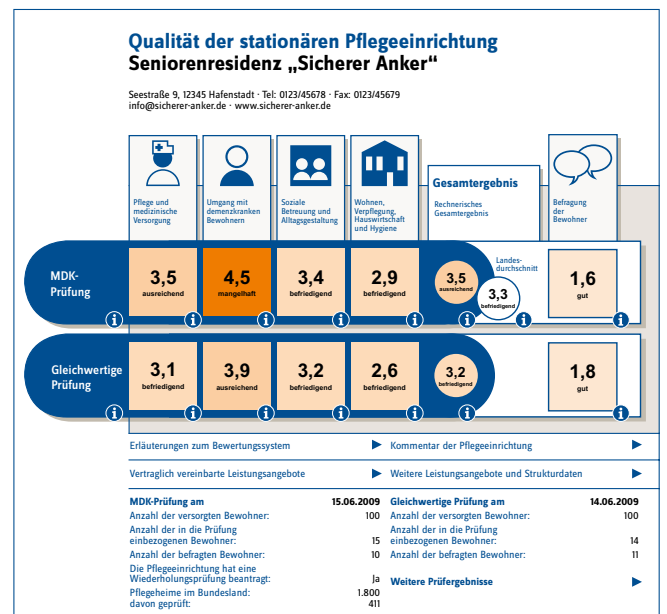 Qualität der stationären Pflegeeinrichtung
Seniorenresidenz „Sicherer Anker“
Seestraße 9, 12345 Hafenstadt · Tel: 0123/45678 · Fax: 0123/45679
info@sicherer-anker.de · www.sicherer-anker.de
Pflege und
medizinische
Versorgung
Umgang mit
demenzkranken
Bewohnern
Soziale
Betreuung und
Alltagsgestaltung
Wohnen,
Verpflegung,
Hauswirtschaft
und Hygiene
Gesamtergebnis
Rechnerisches
Gesamtergebnis
Befragung
der
Bewohner
MDK-
Prüfung
3,5
ausreichend
4,5
mangelhaft
3,4
befriedigend
2,9
befriedigend
3,5
ausreichend
Landes-
durchschnitt
3,3
befriedigend
1,6
gut
i i i i i i i i
Gleichwertige
Prüfung
3,1
befriedigend
3,9
ausreichend
3,2
befriedigend
2,6
befriedigend
3,2
befriedigend
1,8
gut
i i i i i i i
Erläuterungen zum Bewertungssystem
Kommentar der Pflegeeinrichtung
Vertraglich vereinbarte Leistungsangebote
Weitere Leistungsangebote und Strukturdaten
MDK-Prüfung am 15.06.2009
Anzahl der versorgten Bewohner: 100
Anzahl der in die Prüfung
einbezogenen Bewohner: 15
Anzahl der befragten Bewohner: 10
Die Pflegeeinrichtung hat eine
Wiederholungsprüfung beantragt: Ja
Pflegeheime im Bundesland: 1.800
davon geprüft: 411
Gleichwertige Prüfung am 14.06.2009
Anzahl der versorgten Bewohner: 100
Anzahl der in die Prüfung
einbezogenen Bewohner: 14
Anzahl der befragten Bewohner: 11
Weitere Prüfergebnisse